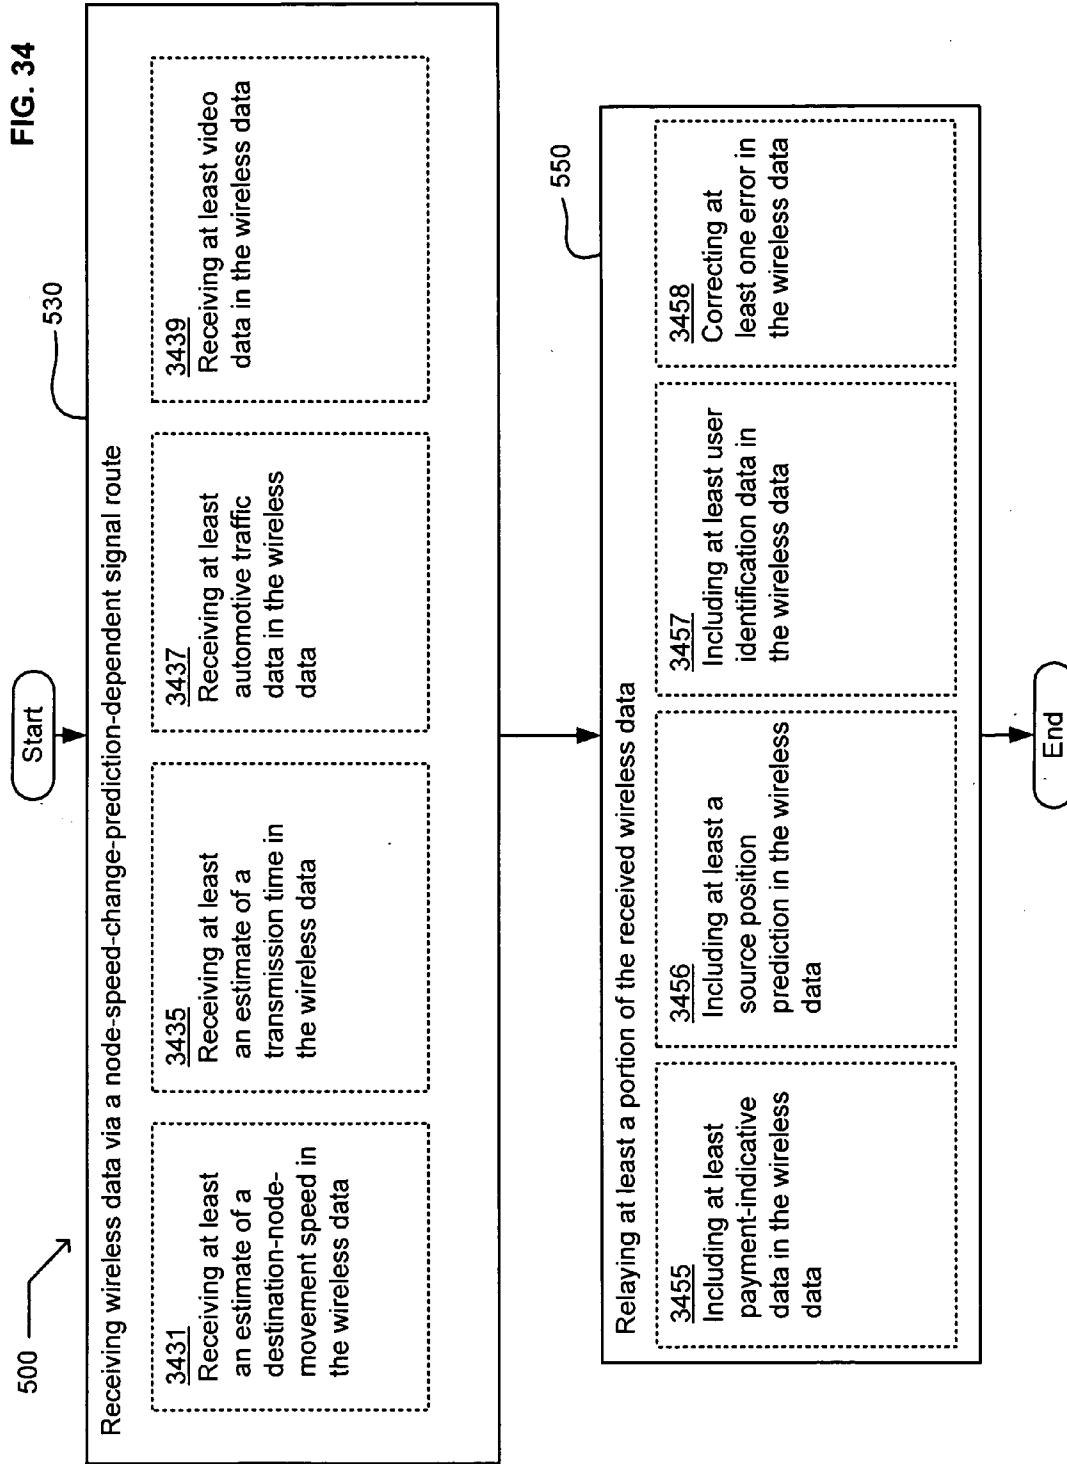 FIG. 34
500
Start
530
Receiving wireless data via a node-speed-change-prediction-dependent signal route
3431
Receiving at least
an estimate of a
destination-node-
movement speed in
the wireless data
3435
Receiving at least
an estimate of a
transmission time in
the wireless data
3437
Receiving at least
automotive traffic
data in the wireless
data
3439
Receiving at least video
data in the wireless data
550
Relaying at least a portion of the received wireless data
3455
Including at least
payment-indicative
data in the wireless
data
3456
Including at least a
source position
prediction in the wireless
data
3457
Including at least user
identification data in
the wireless data
3458
Correcting at
least one error in
the wireless data
End